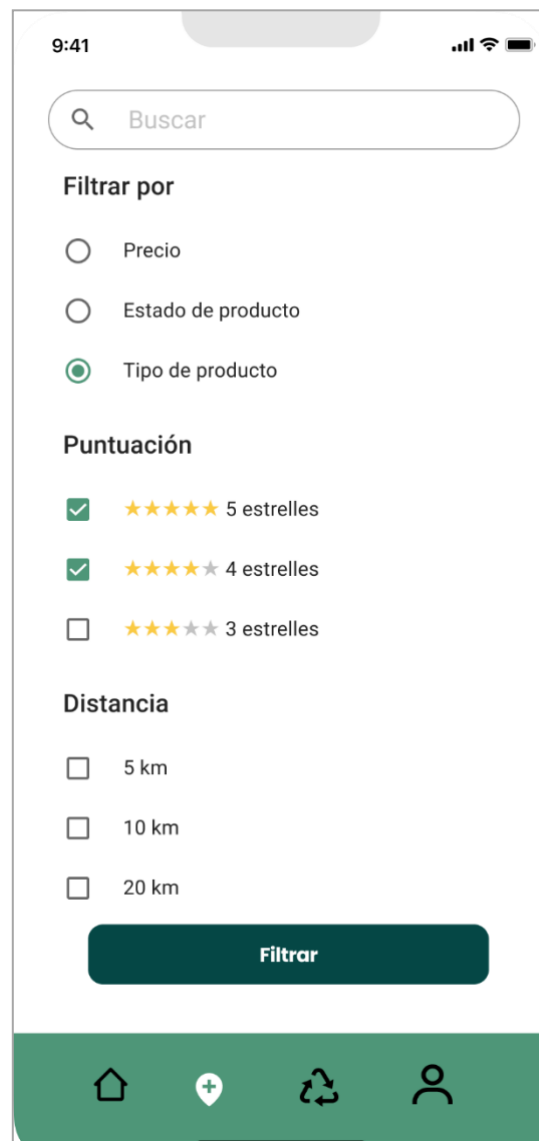 9:41
Buscar
Filtrar por
Precio
Estado de producto
Tipo de producto
Puntuación
5 estrelles
4 estrelles
3 estrelles
Distancia
5 km
10 km
20 km
Filtrar